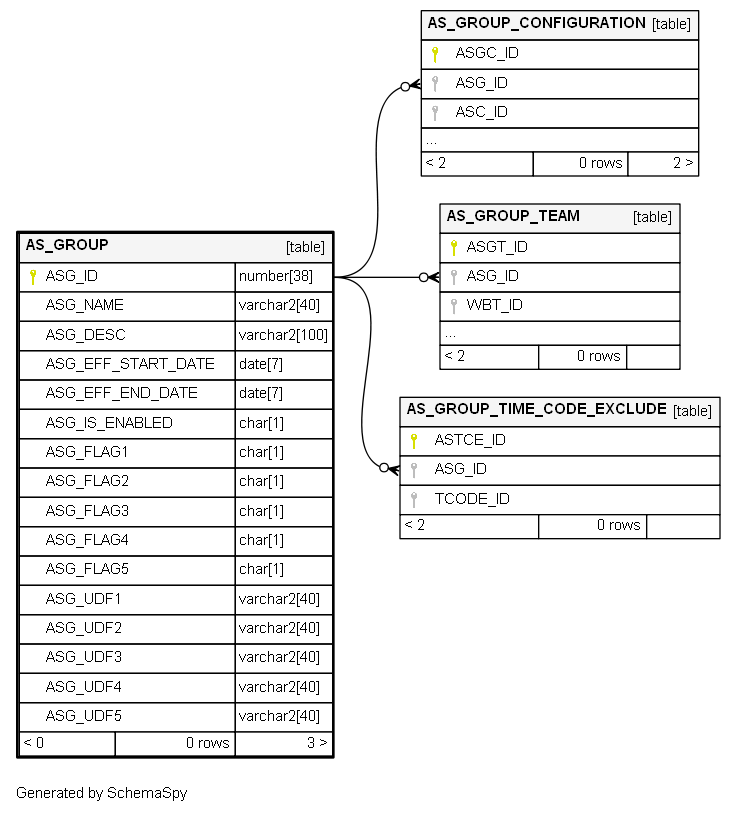 AS_GROUP_CONFIGURATION [table]
ASGC_ID
ASG_ID
ASC_ID
...
< 2 0 rows 2 >
AS_GROUP_TEAM [table]
ASGT_ID
ASG_ID
WBT_ID
...
< 2 0 rows
AS_GROUP_TIME_CODE_EXCLUDE [table]
ASTCE_ID
ASG_ID
TCODE_ID
< 2 0 rows
AS_GROUP [table]
ASG_ID number[38]
ASG_NAME varchar2[40]
ASG_DESC varchar2[100]
ASG_EFF_START_DATE date[7]
ASG_EFF_END_DATE date[7]
ASG_IS_ENABLED char[1]
ASG_FLAG1 char[1]
ASG_FLAG2 char[1]
ASG_FLAG3 char[1]
ASG_FLAG4 char[1]
ASG_FLAG5 char[1]
ASG_UDF1 varchar2[40]
ASG_UDF2 varchar2[40]
ASG_UDF3 varchar2[40]
ASG_UDF4 varchar2[40]
ASG_UDF5 varchar2[40]
< 0 0 rows 3 >
Generated by SchemaSpy